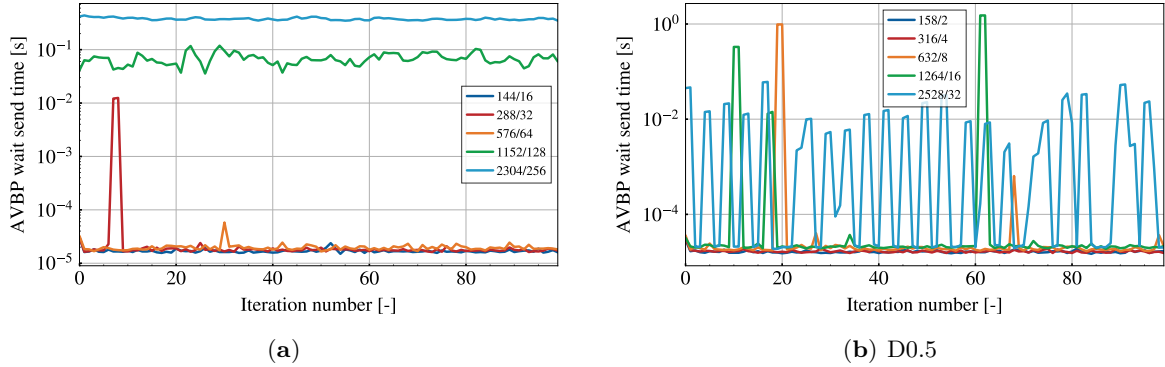 AVBP wait send time [s]
10⁻¹
10⁻²
10⁻³
10⁻⁴
10⁻⁵
144/16
288/32
576/64
1152/128
2304/256
0 20 40 60 80
Iteration number [-]
(a)
AVBP wait send time [s]
10⁰
10⁻²
10⁻⁴
158/2
316/4
632/8
1264/16
2528/32
0 20 40 60 80
Iteration number [-]
(b) D0.5